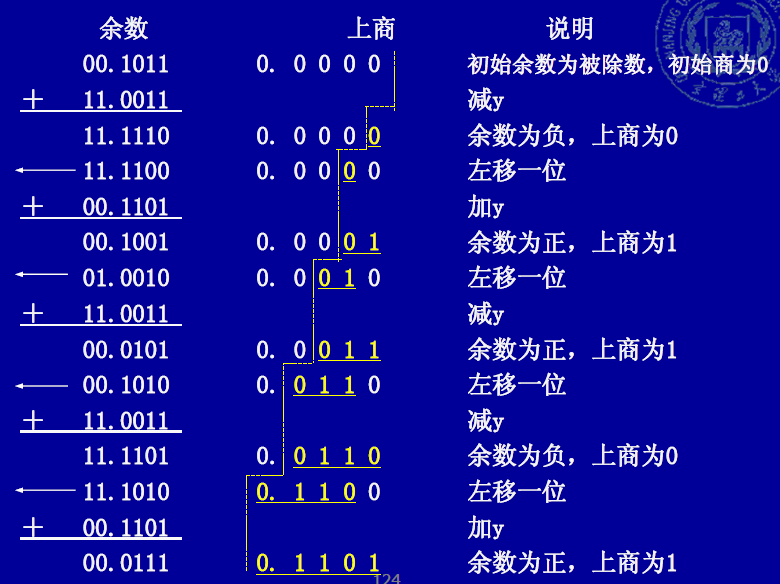 余数 上商 说明
00.1011 0. 0 0 0 0 初始余数为被除数，初始商为0
＋ 11.0011 减y
11.1110 0. 0 0 0 0 余数为负，上商为0
11.1100 0. 0 0 0 0 左移一位
＋ 00.1101 加y
00.1001 0. 0 0 0 1 余数为正，上商为1
01.0010 0. 0 0 1 0 左移一位
＋ 11.0011 减y
00.0101 0. 0 0 1 1 余数为正，上商为1
00.1010 0. 0 1 1 0 左移一位
＋ 11.0011 减y
11.1101 0. 0 1 1 0 余数为负，上商为0
11.1010 0. 1 1 0 0 左移一位
＋ 00.1101 加y
00.0111 0. 1 1 0 1 余数为正，上商为1
124